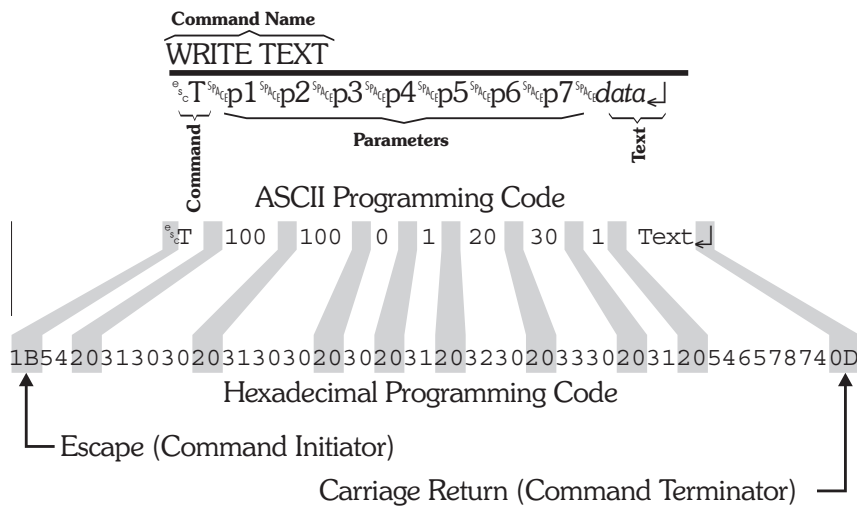 Command Name
WRITE TEXT
ESC T SPACE p1 SPACE p2 SPACE p3 SPACE p4 SPACE p5 SPACE p6 SPACE p7 SPACE data↵
Command
Parameters
Text
ASCII Programming Code
ESC T 100 100 0 1 20 30 1 Text↵
1B54203130302031303020302031203230203330203120546578740D
Hexadecimal Programming Code
Escape (Command Initiator)
Carriage Return (Command Terminator)